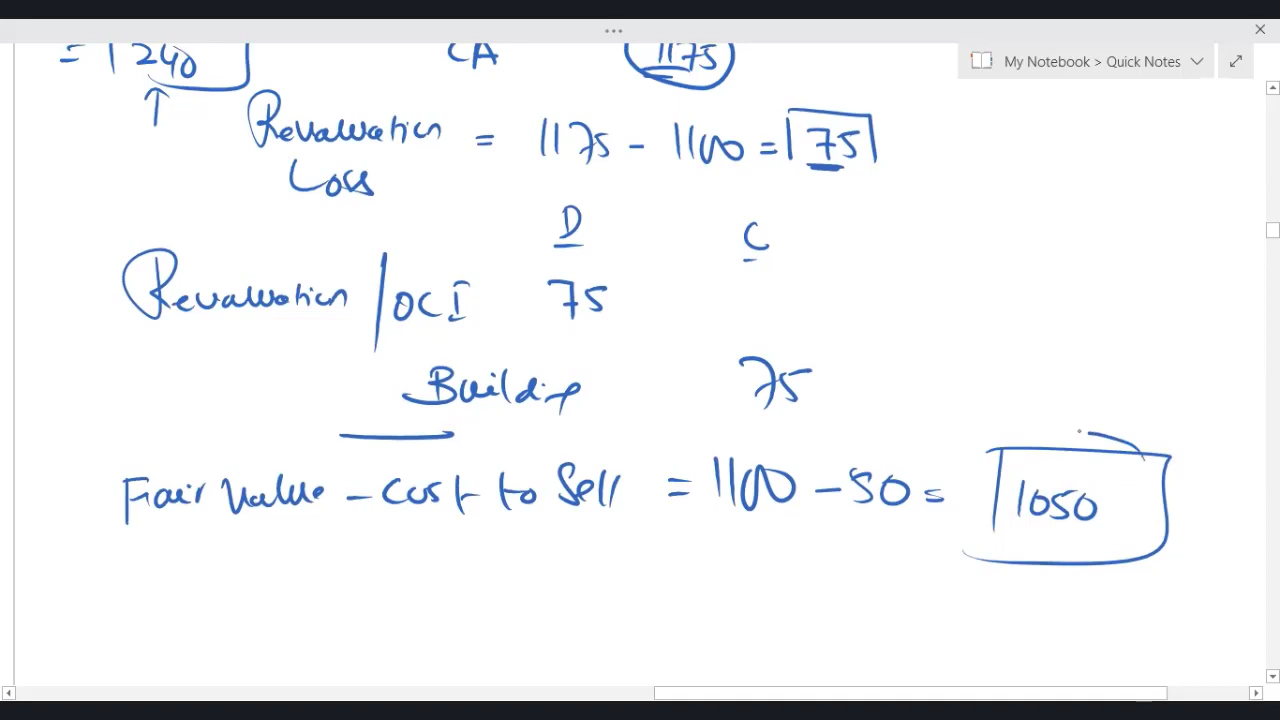 My Notebook > Quick Notes
= 1240
CA 1175
Revaluation Loss = 1175 - 1100 = 75
D C
Revaluation /OCI 75
Building 75
Fair Value - Cost to Sell = 1100 - 50 = 1050